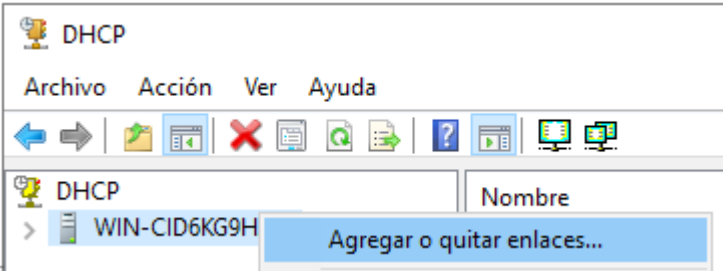 DHCP
Archivo Acción Ver Ayuda
DHCP
Nombre
WIN-CID6KG9H
Agregar o quitar enlaces...